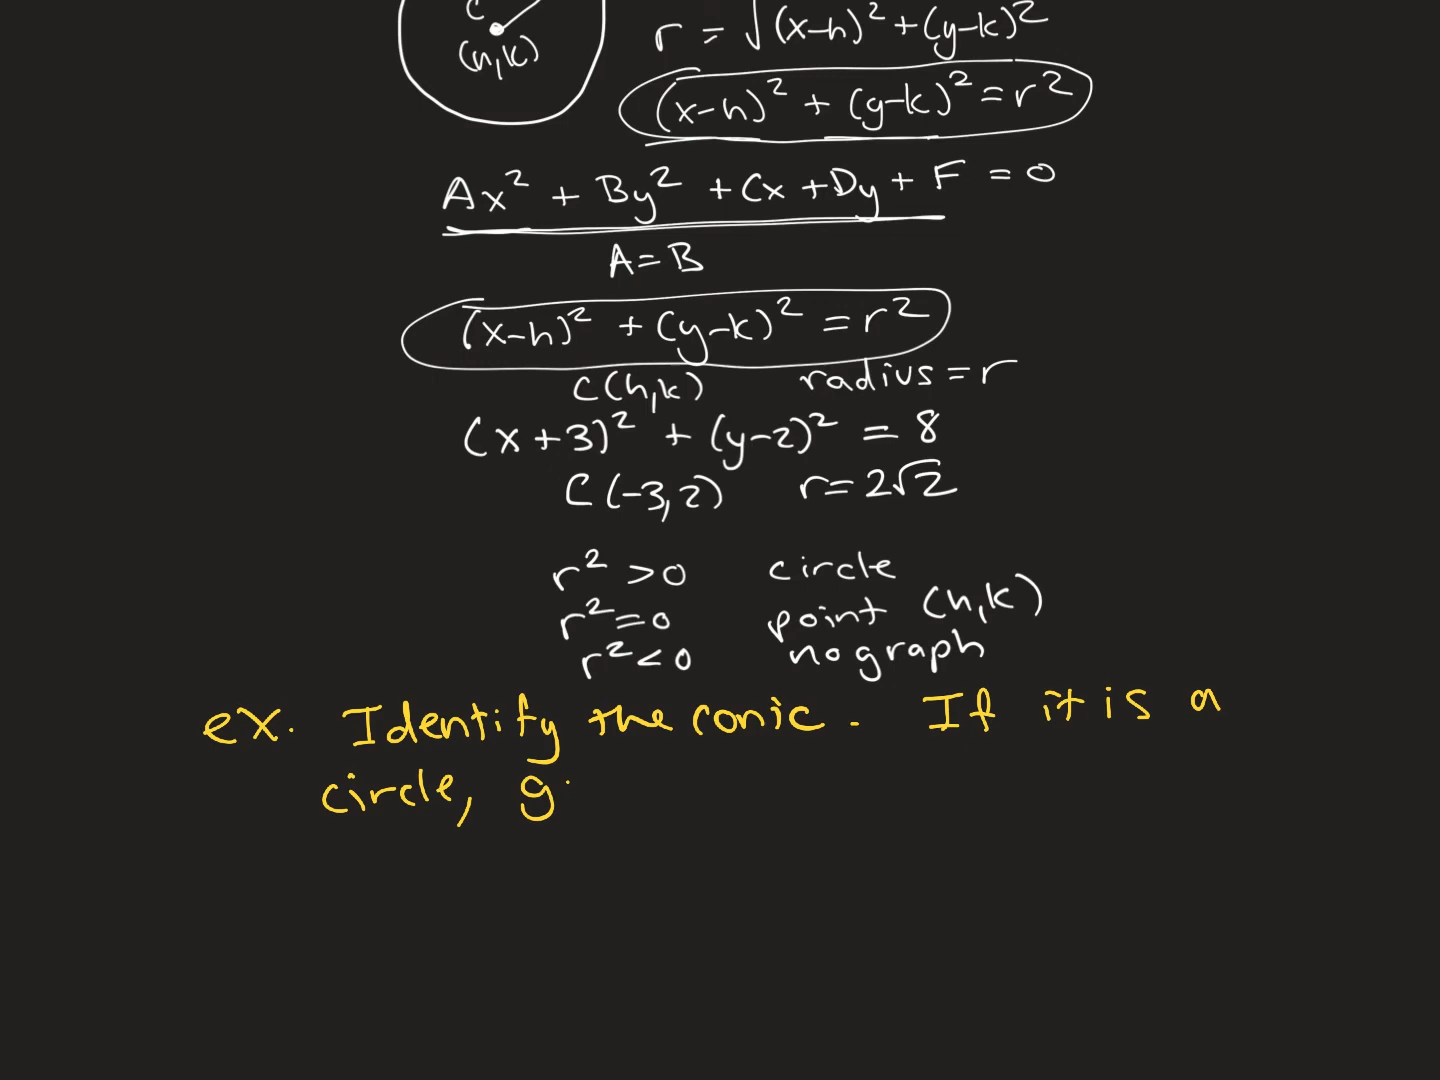 C
(h,k)
r = √(x-h)² + (y-k)²
(x-h)² + (y-k)² = r²
Ax² + By² + Cx + Dy + F = 0
A = B
(x-h)² + (y-k)² = r²
C(h,k) radius = r
(x+3)² + (y-2)² = 8
C(-3,2) r = 2√2
r² > 0 circle
r² = 0 point (h,k)
r² < 0 no graph
ex. Identify the conic. If it is a
circle, g